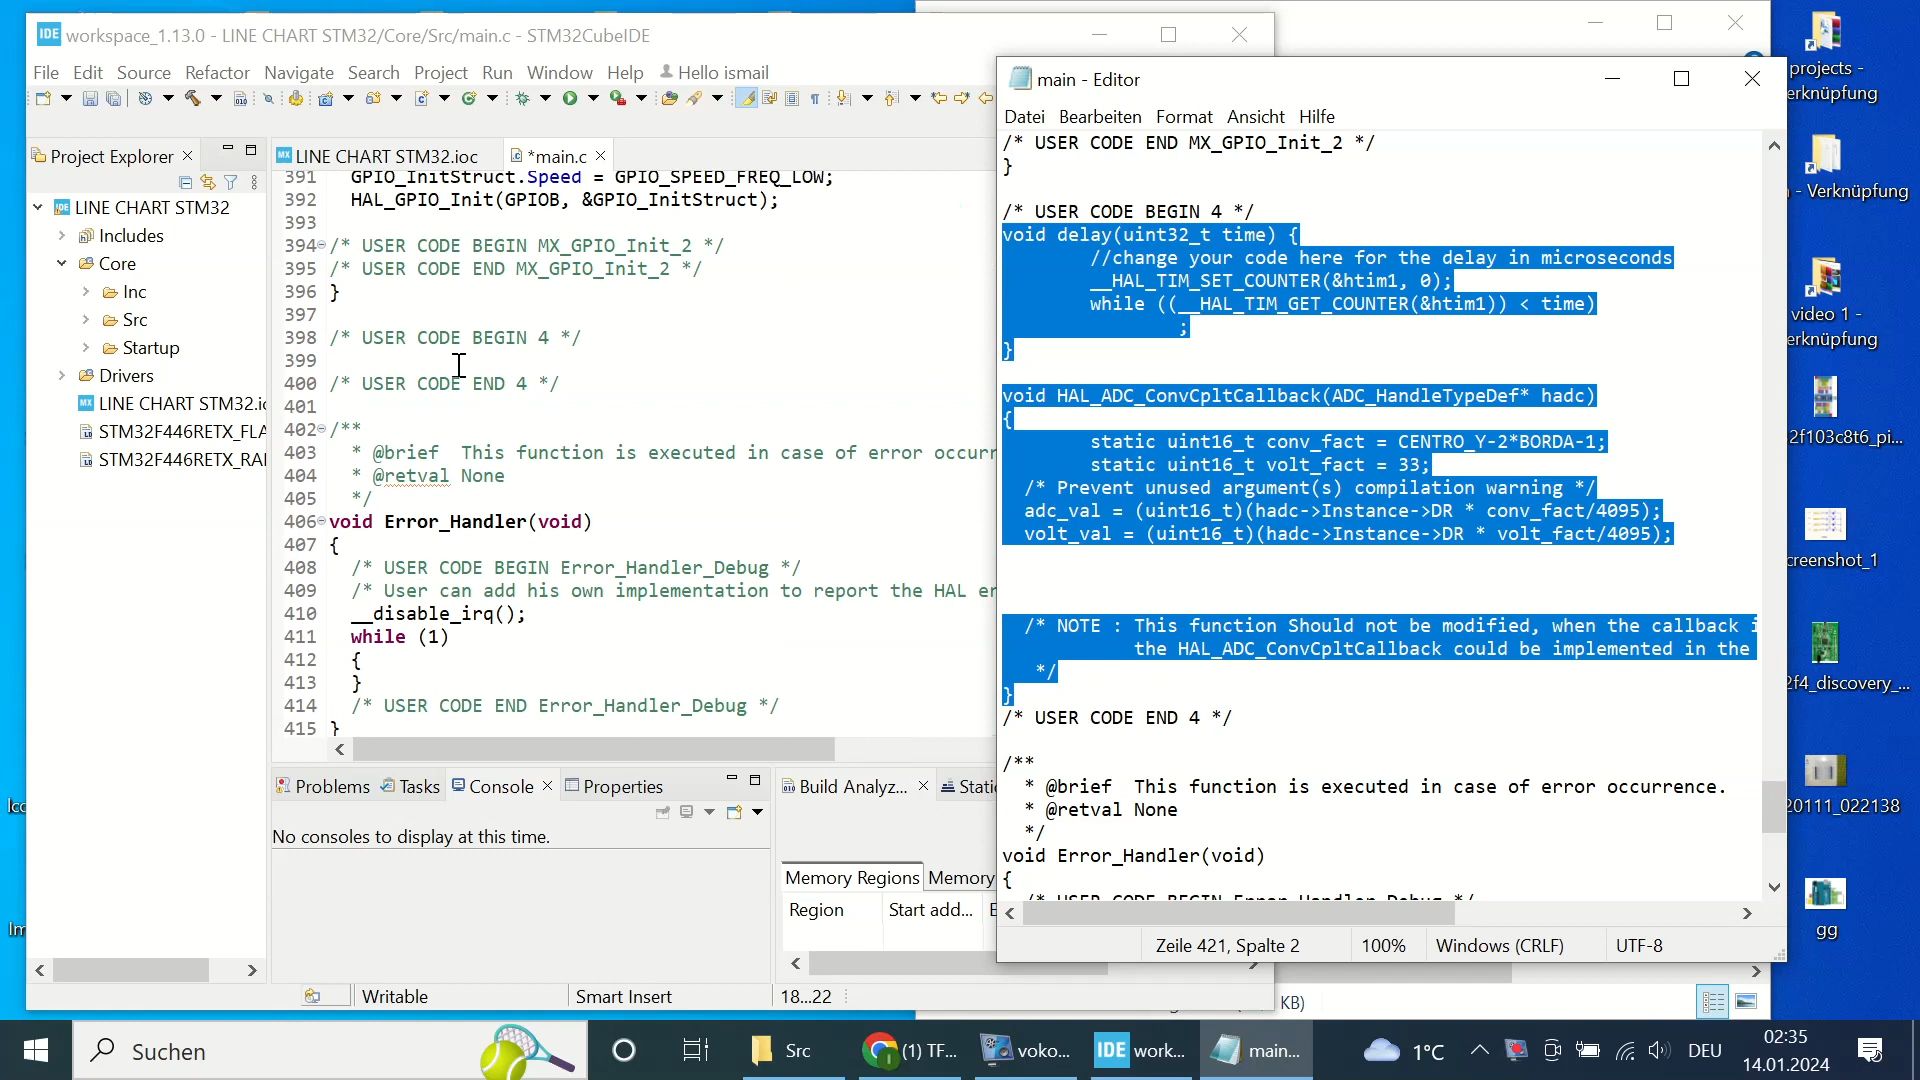 IDE workspace_1.13.0 - LINE CHART STM32/Core/Src/main.c - STM32CubeIDE
File Edit Source Refactor Navigate Search Project Run Window Help Hello ismail
Project Explorer
LINE CHART STM32
Includes
Core
Inc
Src
Startup
Drivers
LINE CHART STM32.io
STM32F446RETX_FLA
STM32F446RETX_RAI
MX LINE CHART STM32.ioc
*main.c
391 GPIO_InitStruct.Speed = GPIO_SPEED_FREQ_LOW;
392 HAL_GPIO_Init(GPIOB, &GPIO_InitStruct);
393
394 /* USER CODE BEGIN MX_GPIO_Init_2 */
395 /* USER CODE END MX_GPIO_Init_2 */
396 }
397
398 /* USER CODE BEGIN 4 */
399
400 /* USER CODE END 4 */
401
402 /**
403 * @brief This function is executed in case of error occurr
404 * @retval None
405 */
406 void Error_Handler(void)
407 {
408 /* USER CODE BEGIN Error_Handler_Debug */
409 /* User can add his own implementation to report the HAL er
410 __disable_irq();
411 while (1)
412 {
413 }
414 /* USER CODE END Error_Handler_Debug */
415 }
Problems Tasks Console Properties
No consoles to display at this time.
Build Analyz... Static
Memory Regions Memory
Region Start add... E
Writable Smart Insert 18...22
main - Editor
Datei Bearbeiten Format Ansicht Hilfe
/* USER CODE END MX_GPIO_Init_2 */
}
/* USER CODE BEGIN 4 */
void delay(uint32_t time) {
//change your code here for the delay in microseconds
__HAL_TIM_SET_COUNTER(&htim1, 0);
while ((__HAL_TIM_GET_COUNTER(&htim1)) < time)
;
}
void HAL_ADC_ConvCpltCallback(ADC_HandleTypeDef* hadc)
{
static uint16_t conv_fact = CENTRO_Y-2*BORDA-1;
static uint16_t volt_fact = 33;
/* Prevent unused argument(s) compilation warning */
adc_val = (uint16_t)(hadc->Instance->DR * conv_fact/4095);
volt_val = (uint16_t)(hadc->Instance->DR * volt_fact/4095);
/* NOTE : This function Should not be modified, when the callback i
the HAL_ADC_ConvCpltCallback could be implemented in the
*/
}
/* USER CODE END 4 */
/**
* @brief This function is executed in case of error occurrence.
* @retval None
*/
void Error_Handler(void)
{
/* USER CODE BEGIN Error_Handler_Debug */
Zeile 421, Spalte 2 100% Windows (CRLF) UTF-8
KB)
projects -
erknüpfung
- Verknüpfung
video 1 -
erknüpfung
2f103c8t6_pi...
creenshot_1
2f4_discovery_...
20111_022138
gg
Suchen
Src
(1) TF...
voko...
IDE work...
main...
1°C
DEU
02:35
14.01.2024